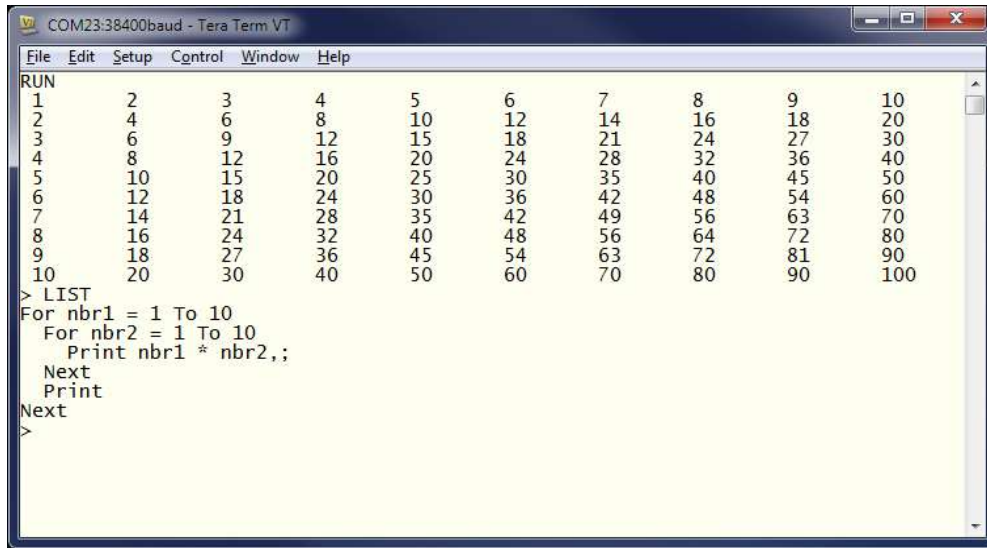 COM23:38400baud - Tera Term VT
File Edit Setup Control Window Help
RUN
1 2 3 4 5 6 7 8 9 10
2 4 6 8 10 12 14 16 18 20
3 6 9 12 15 18 21 24 27 30
4 8 12 16 20 24 28 32 36 40
5 10 15 20 25 30 35 40 45 50
6 12 18 24 30 36 42 48 54 60
7 14 21 28 35 42 49 56 63 70
8 16 24 32 40 48 56 64 72 80
9 18 27 36 45 54 63 72 81 90
10 20 30 40 50 60 70 80 90 100
> LIST
For nbr1 = 1 To 10
For nbr2 = 1 To 10
Print nbr1 * nbr2,;
Next
Print
Next
>